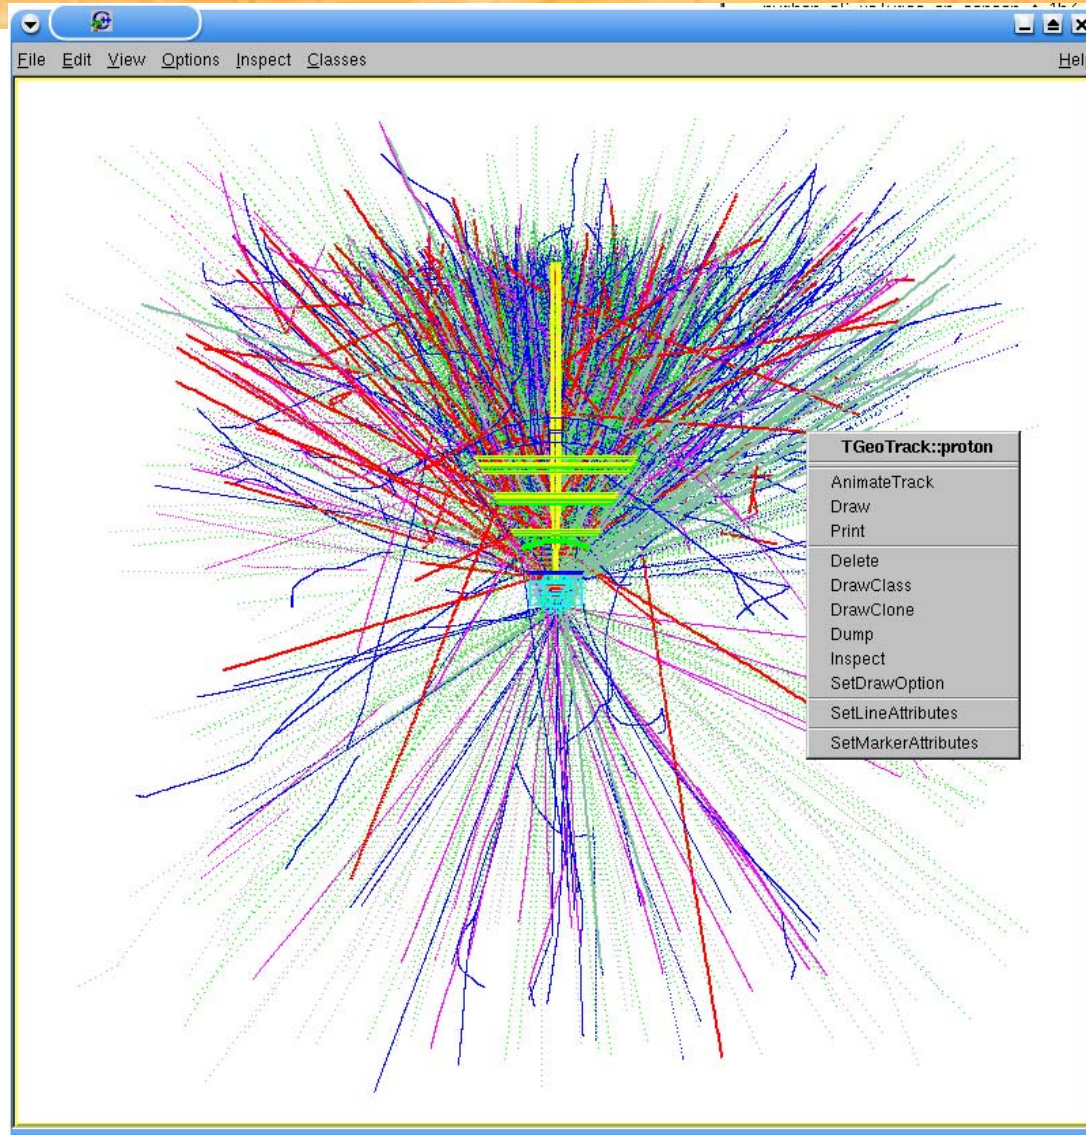 File Edit View Options Inspect Classes
TGeoTrack::proton
AnimateTrack
Draw
Print
Delete
DrawClass
DrawClone
Dump
Inspect
SetDrawOption
SetLineAttributes
SetMarkerAttributes